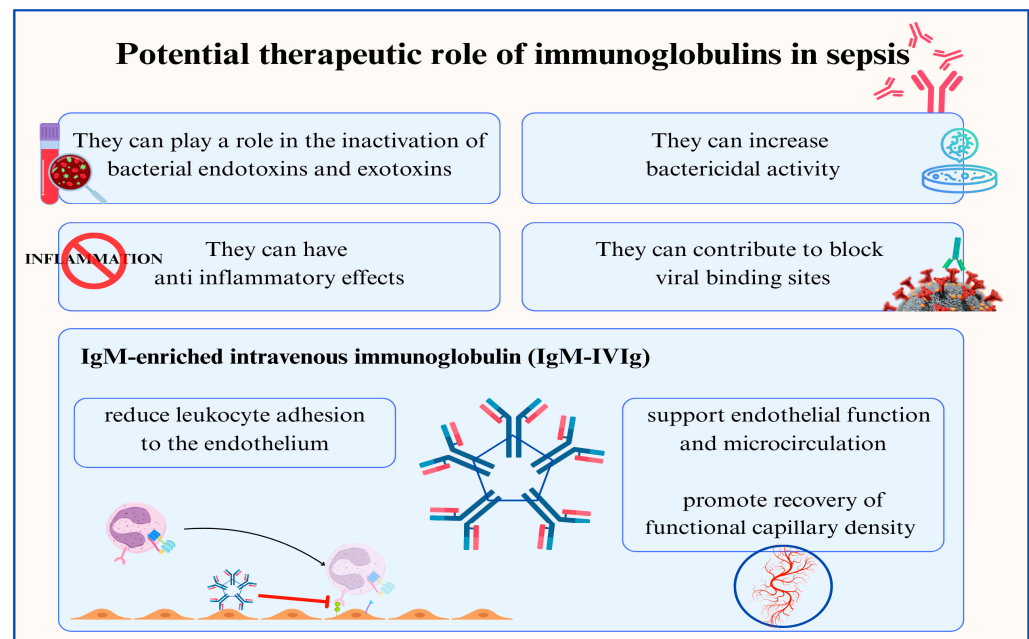 Potential therapeutic role of immunoglobulins in sepsis
They can play a role in the inactivation of
bacterial endotoxins and exotoxins
They can increase
bactericidal activity
INFLAMMATION
They can have
anti inflammatory effects
They can contribute to block
viral binding sites
IgM-enriched intravenous immunoglobulin (IgM-IVIg)
reduce leukocyte adhesion
to the endothelium
support endothelial function
and microcirculation
promote recovery of
functional capillary density